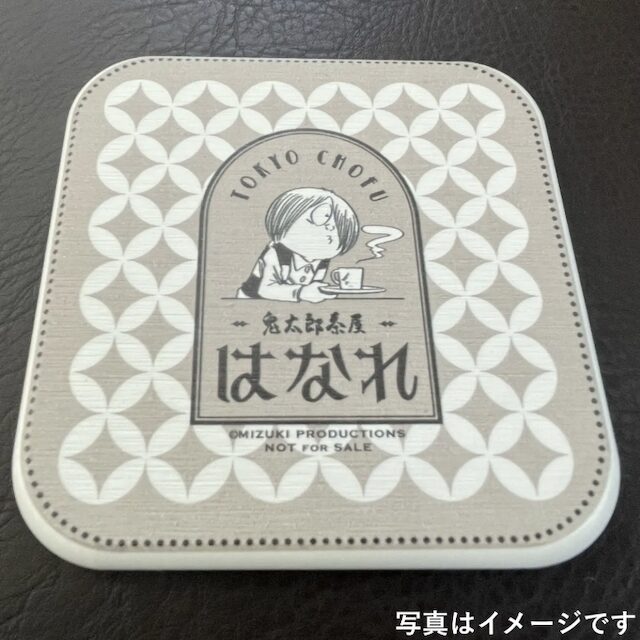 TOKYO CHOFU
鬼太郎茶屋
はなれ
©MIZUKI PRODUCTIONS
NOT FOR SALE
写真はイメージです